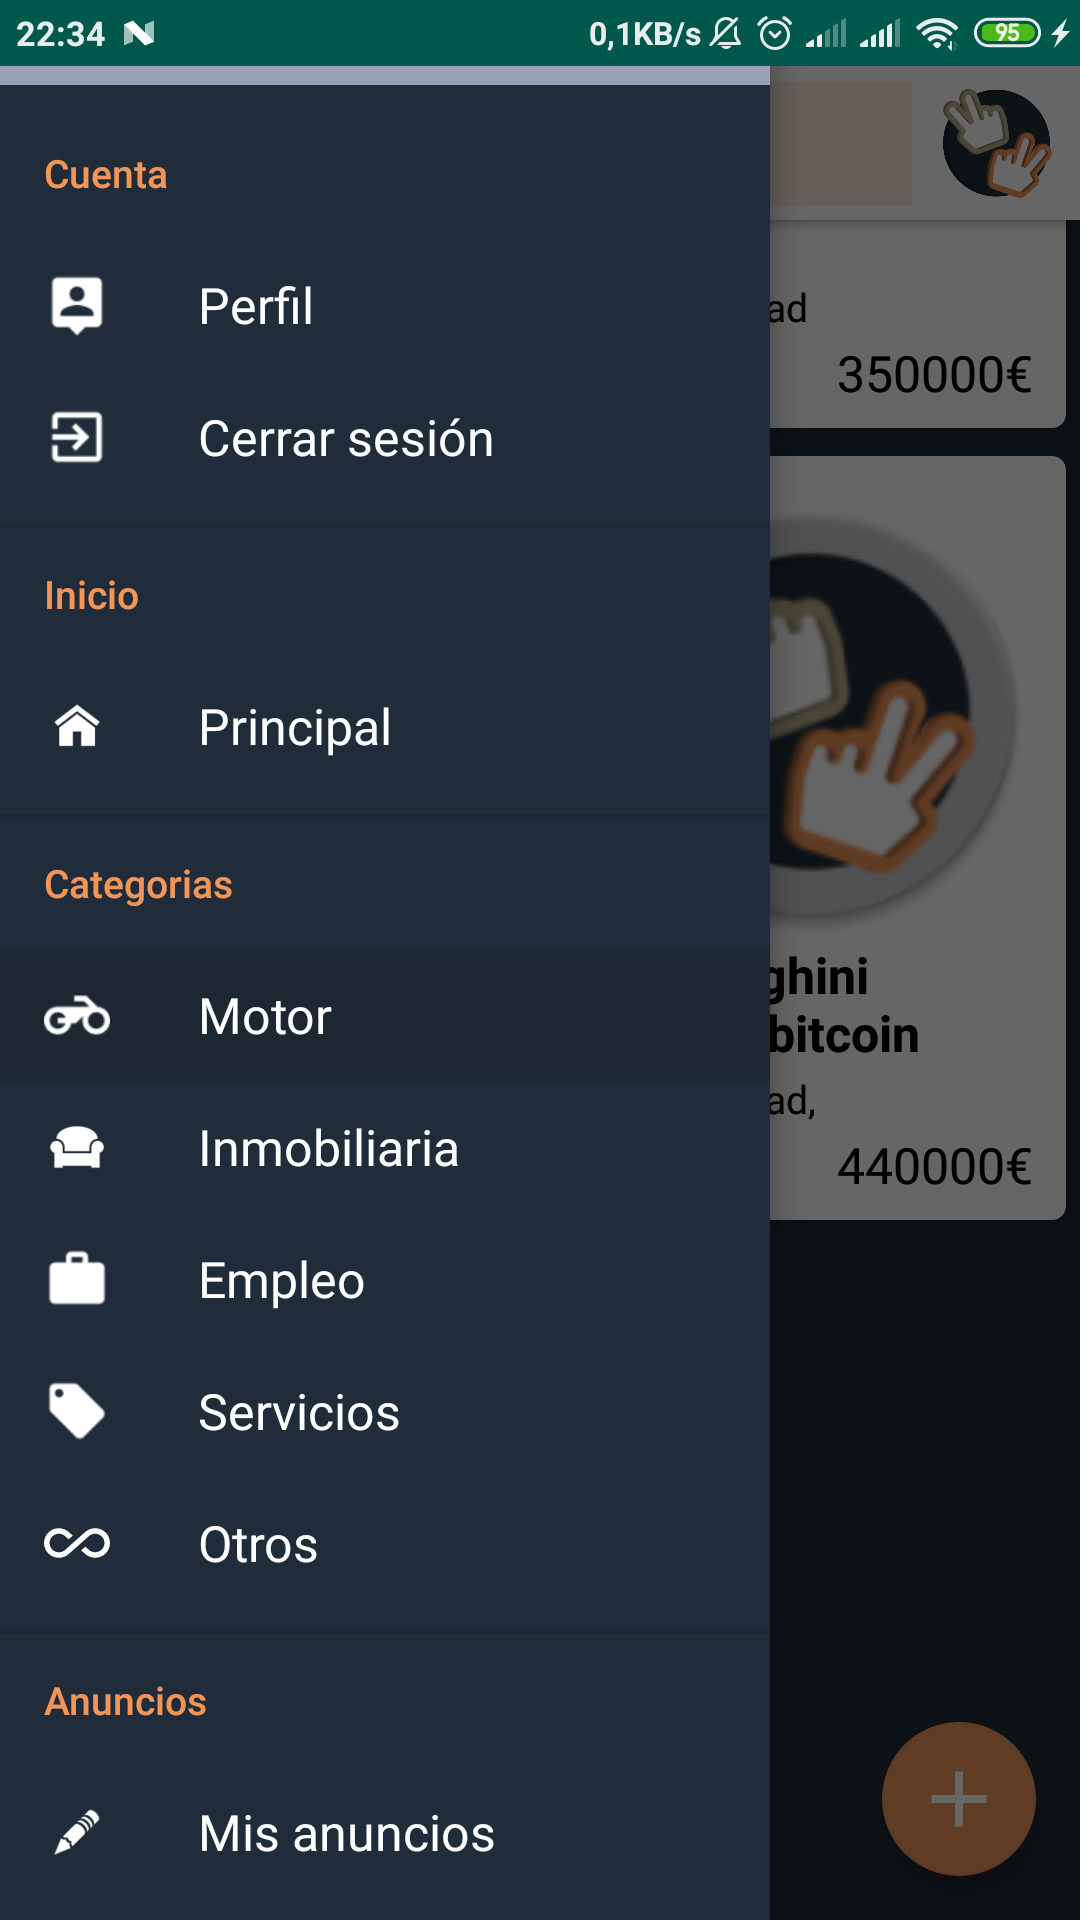 22:34
0,1KB/s
95
Cuenta
Perfil
Cerrar sesión
Inicio
Principal
Categorias
Motor
Inmobiliaria
Empleo
Servicios
Otros
Anuncios
Mis anuncios
ad
350000€
ghini
bitcoin
ad,
440000€